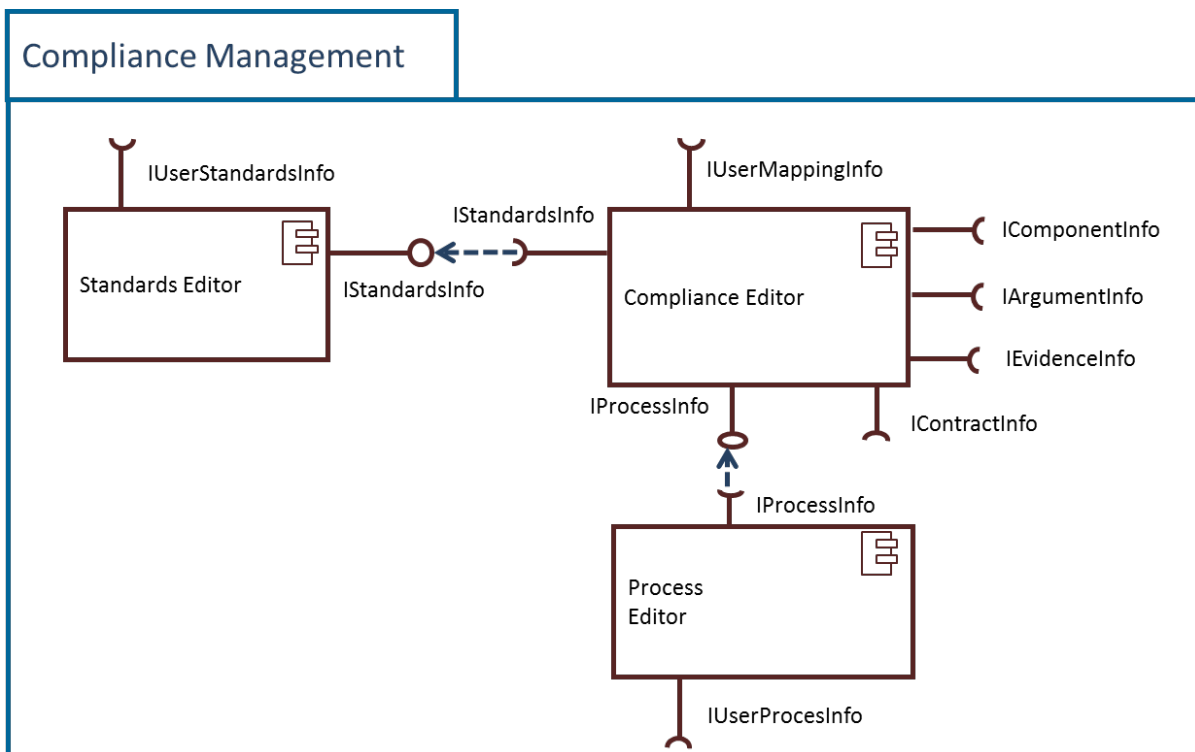 Compliance Management
IUserStandardsInfo
IUserMappingInfo
IStandardsInfo
IComponentInfo
Standards Editor
IStandardsInfo
Compliance Editor
IArgumentInfo
IEvidenceInfo
IProcessInfo
IContractInfo
IProcessInfo
Process
Editor
IUserProcesInfo